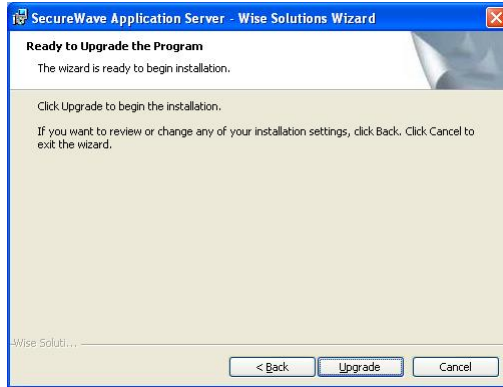 SecureWave Application Server - Wise Solutions Wizard
Ready to Upgrade the Program
The wizard is ready to begin installation.
Click Upgrade to begin the installation.
If you want to review or change any of your installation settings, click Back. Click Cancel to
exit the wizard.
Wise Soluti...
< Back Upgrade Cancel